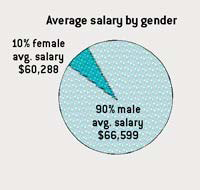 Average salary by gender
10% female
avg. salary
$60,288
90% male
avg. salary
$66,599